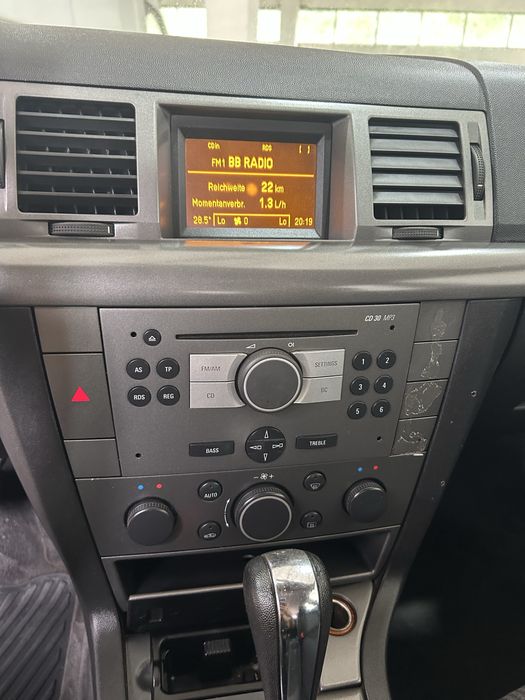 CD in RDS [ ]
FM1 BB RADIO
Reichweite 22 km
Momentanverbr. 1.3 L/h
28.5° Lo 0 Lo 20:19
CD 30 MP3
AS TP
FM/AM SETTINGS
1 2
RDS REG
CD BC
3 4
5 6
BASS TREBLE
AUTO
- +